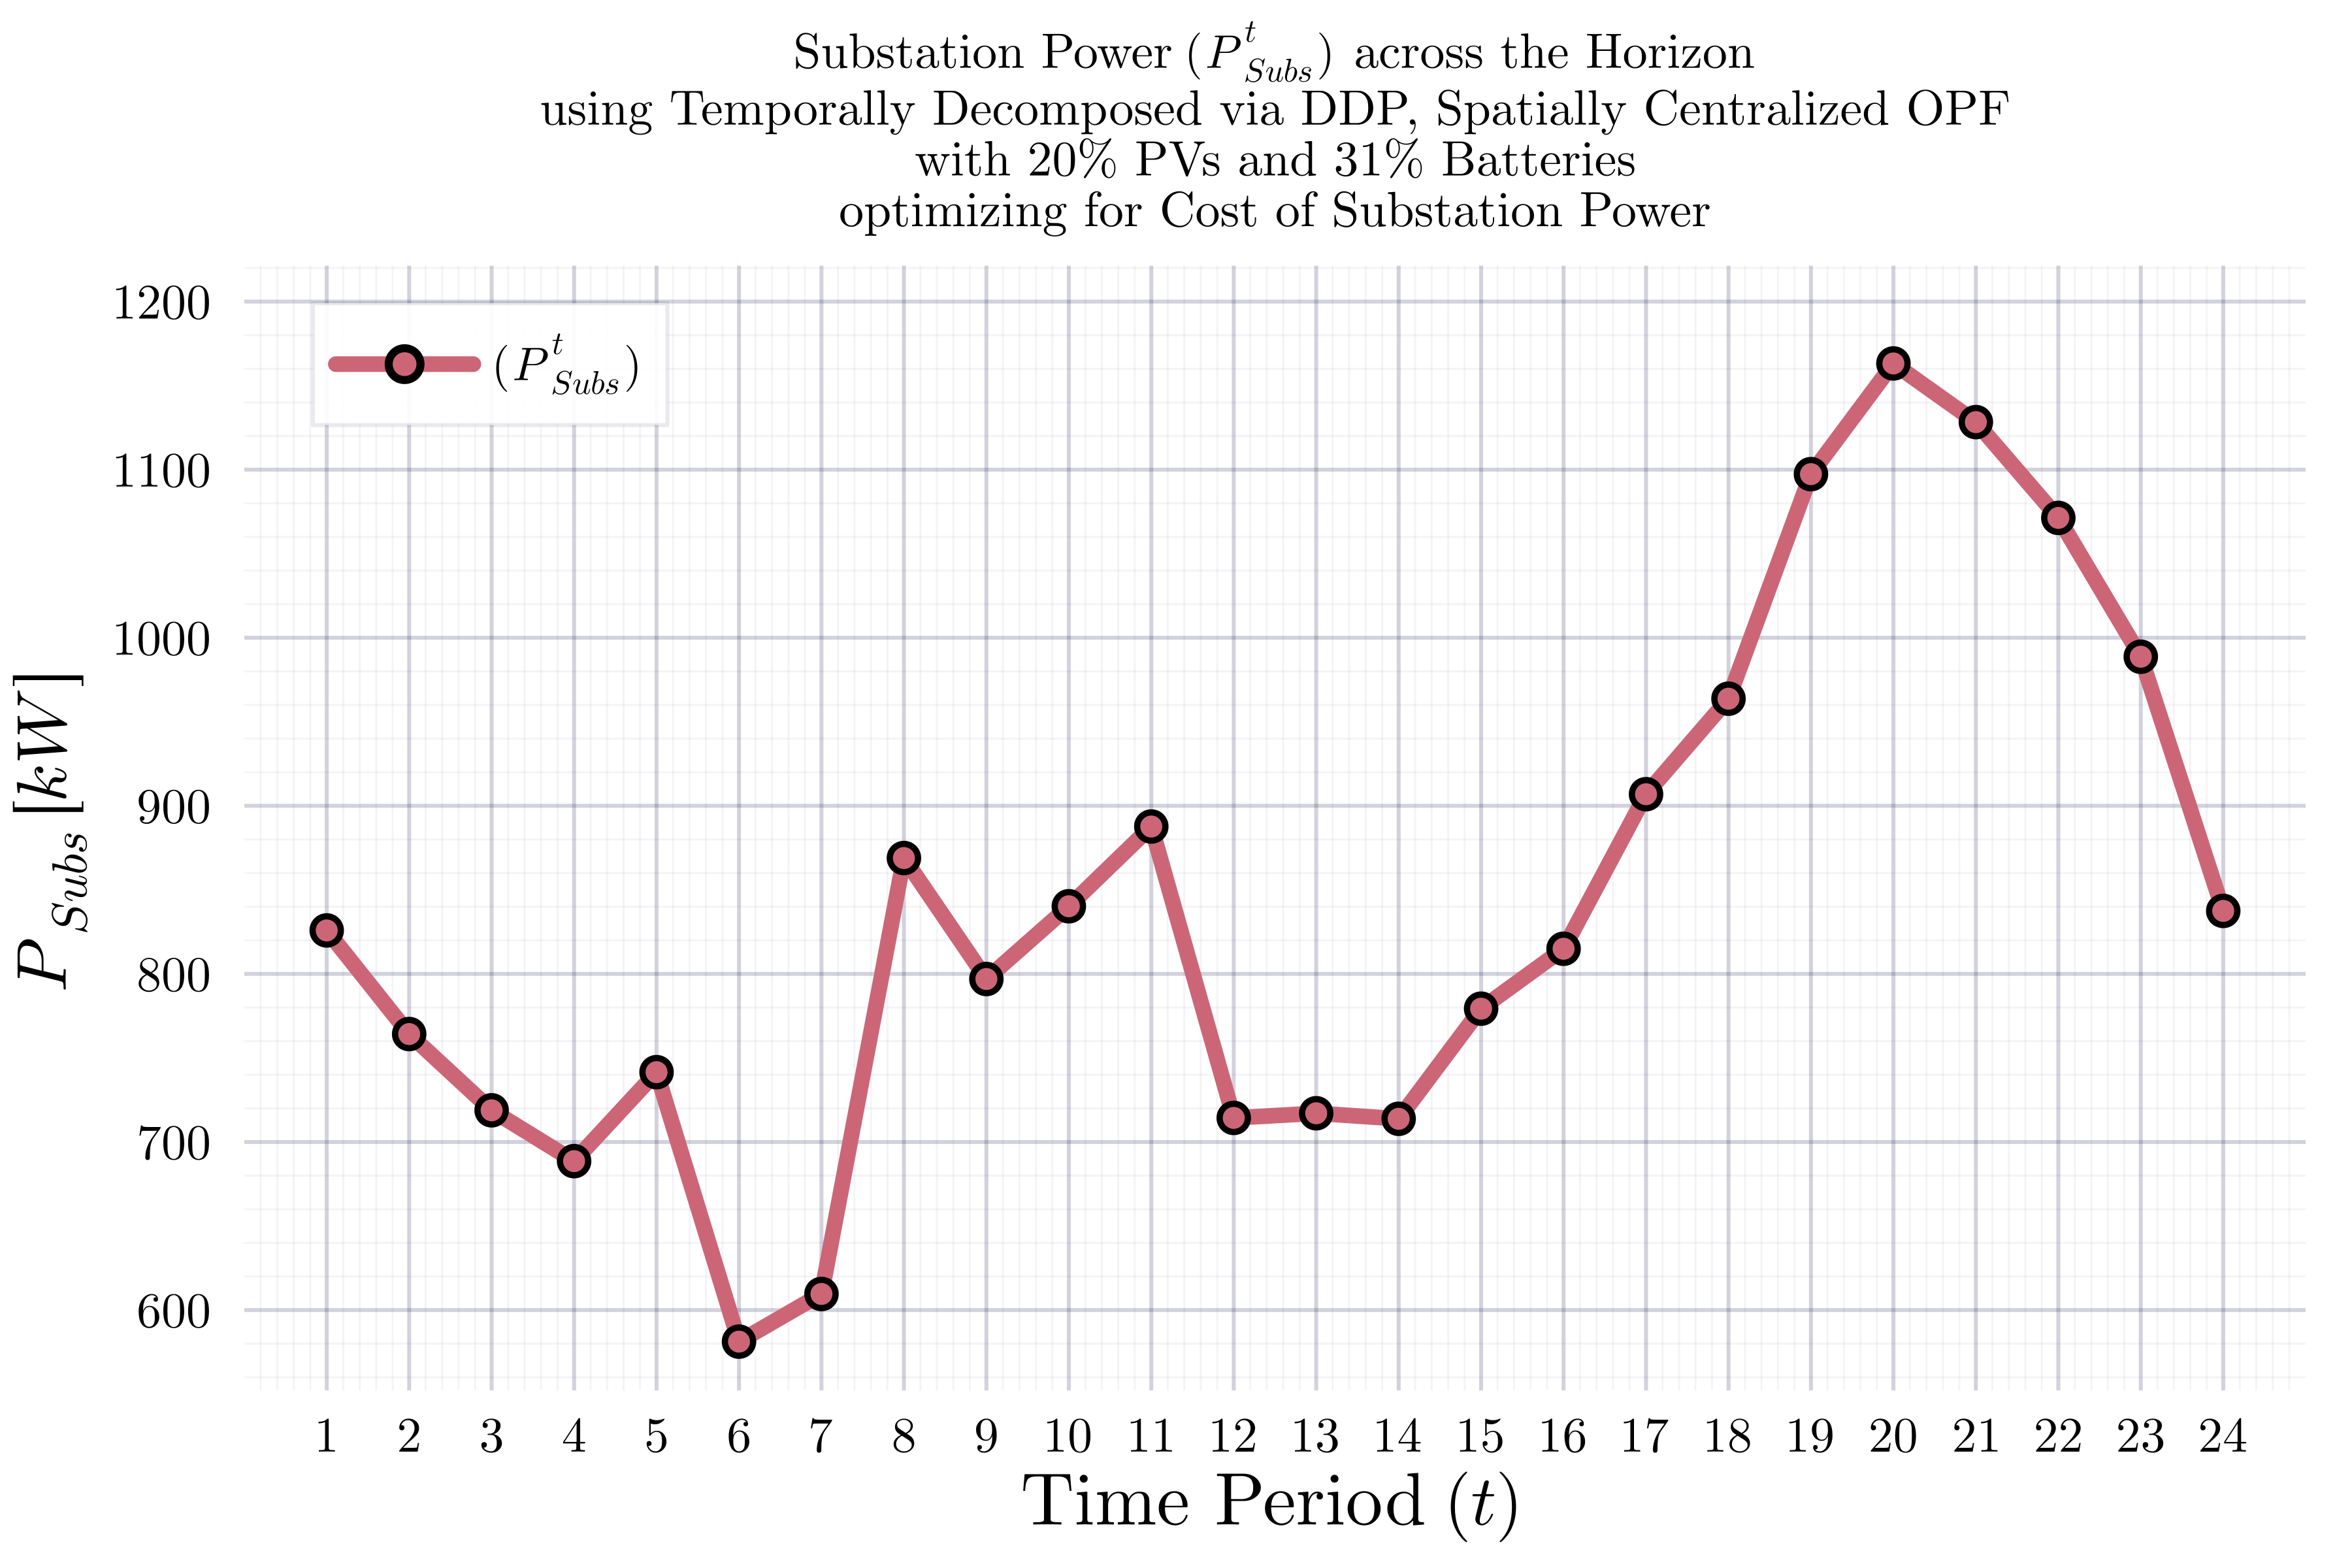 Substation Power (P^t_Subs) across the Horizon
using Temporally Decomposed via DDP, Spatially Centralized OPF
with 20% PVs and 31% Batteries
optimizing for Cost of Substation Power
(P^t_Subs)
P_Subs [kW]
1200
1100
1000
900
800
700
600
1 2 3 4 5 6 7 8 9 10 11 12 13 14 15 16 17 18 19 20 21 22 23 24
Time Period (t)